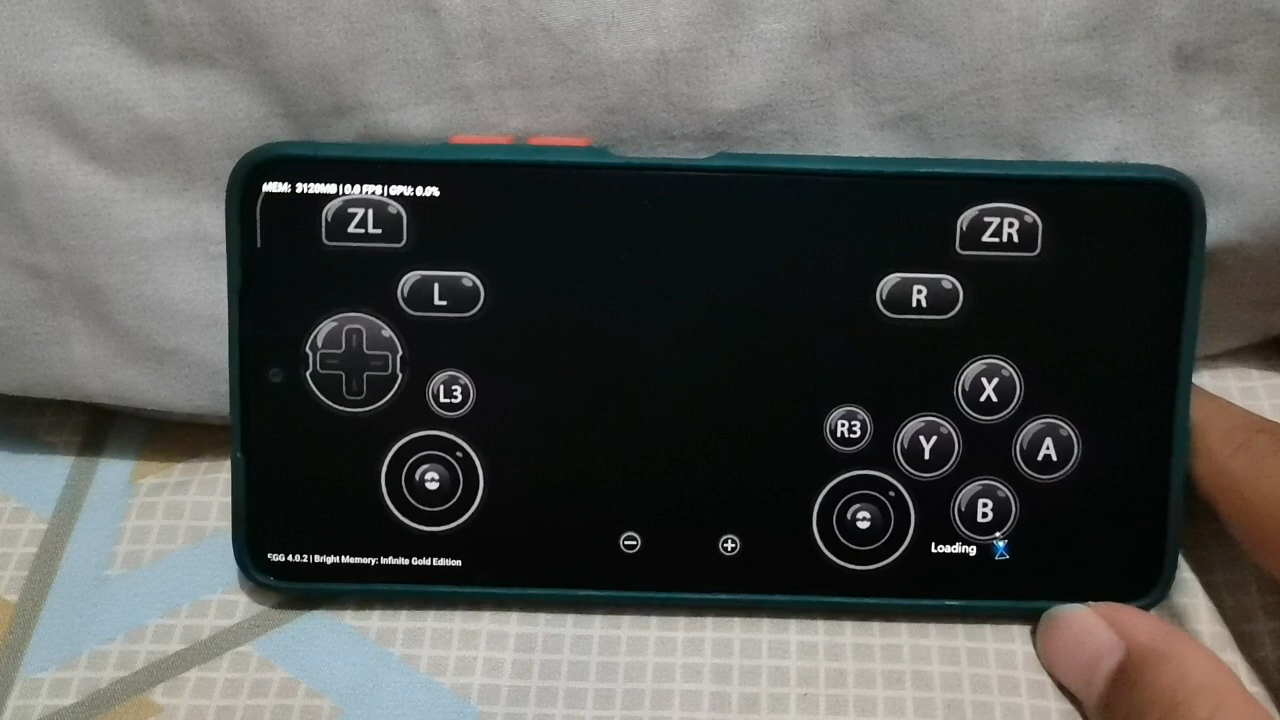 MEM: 3120MB | 0.0 FPS | GPU: 0.0%
ZL
ZR
L
R
L3
X
R3
Y
A
B
Loading
EGG 4.0.2 | Bright Memory: Infinite Gold Edition